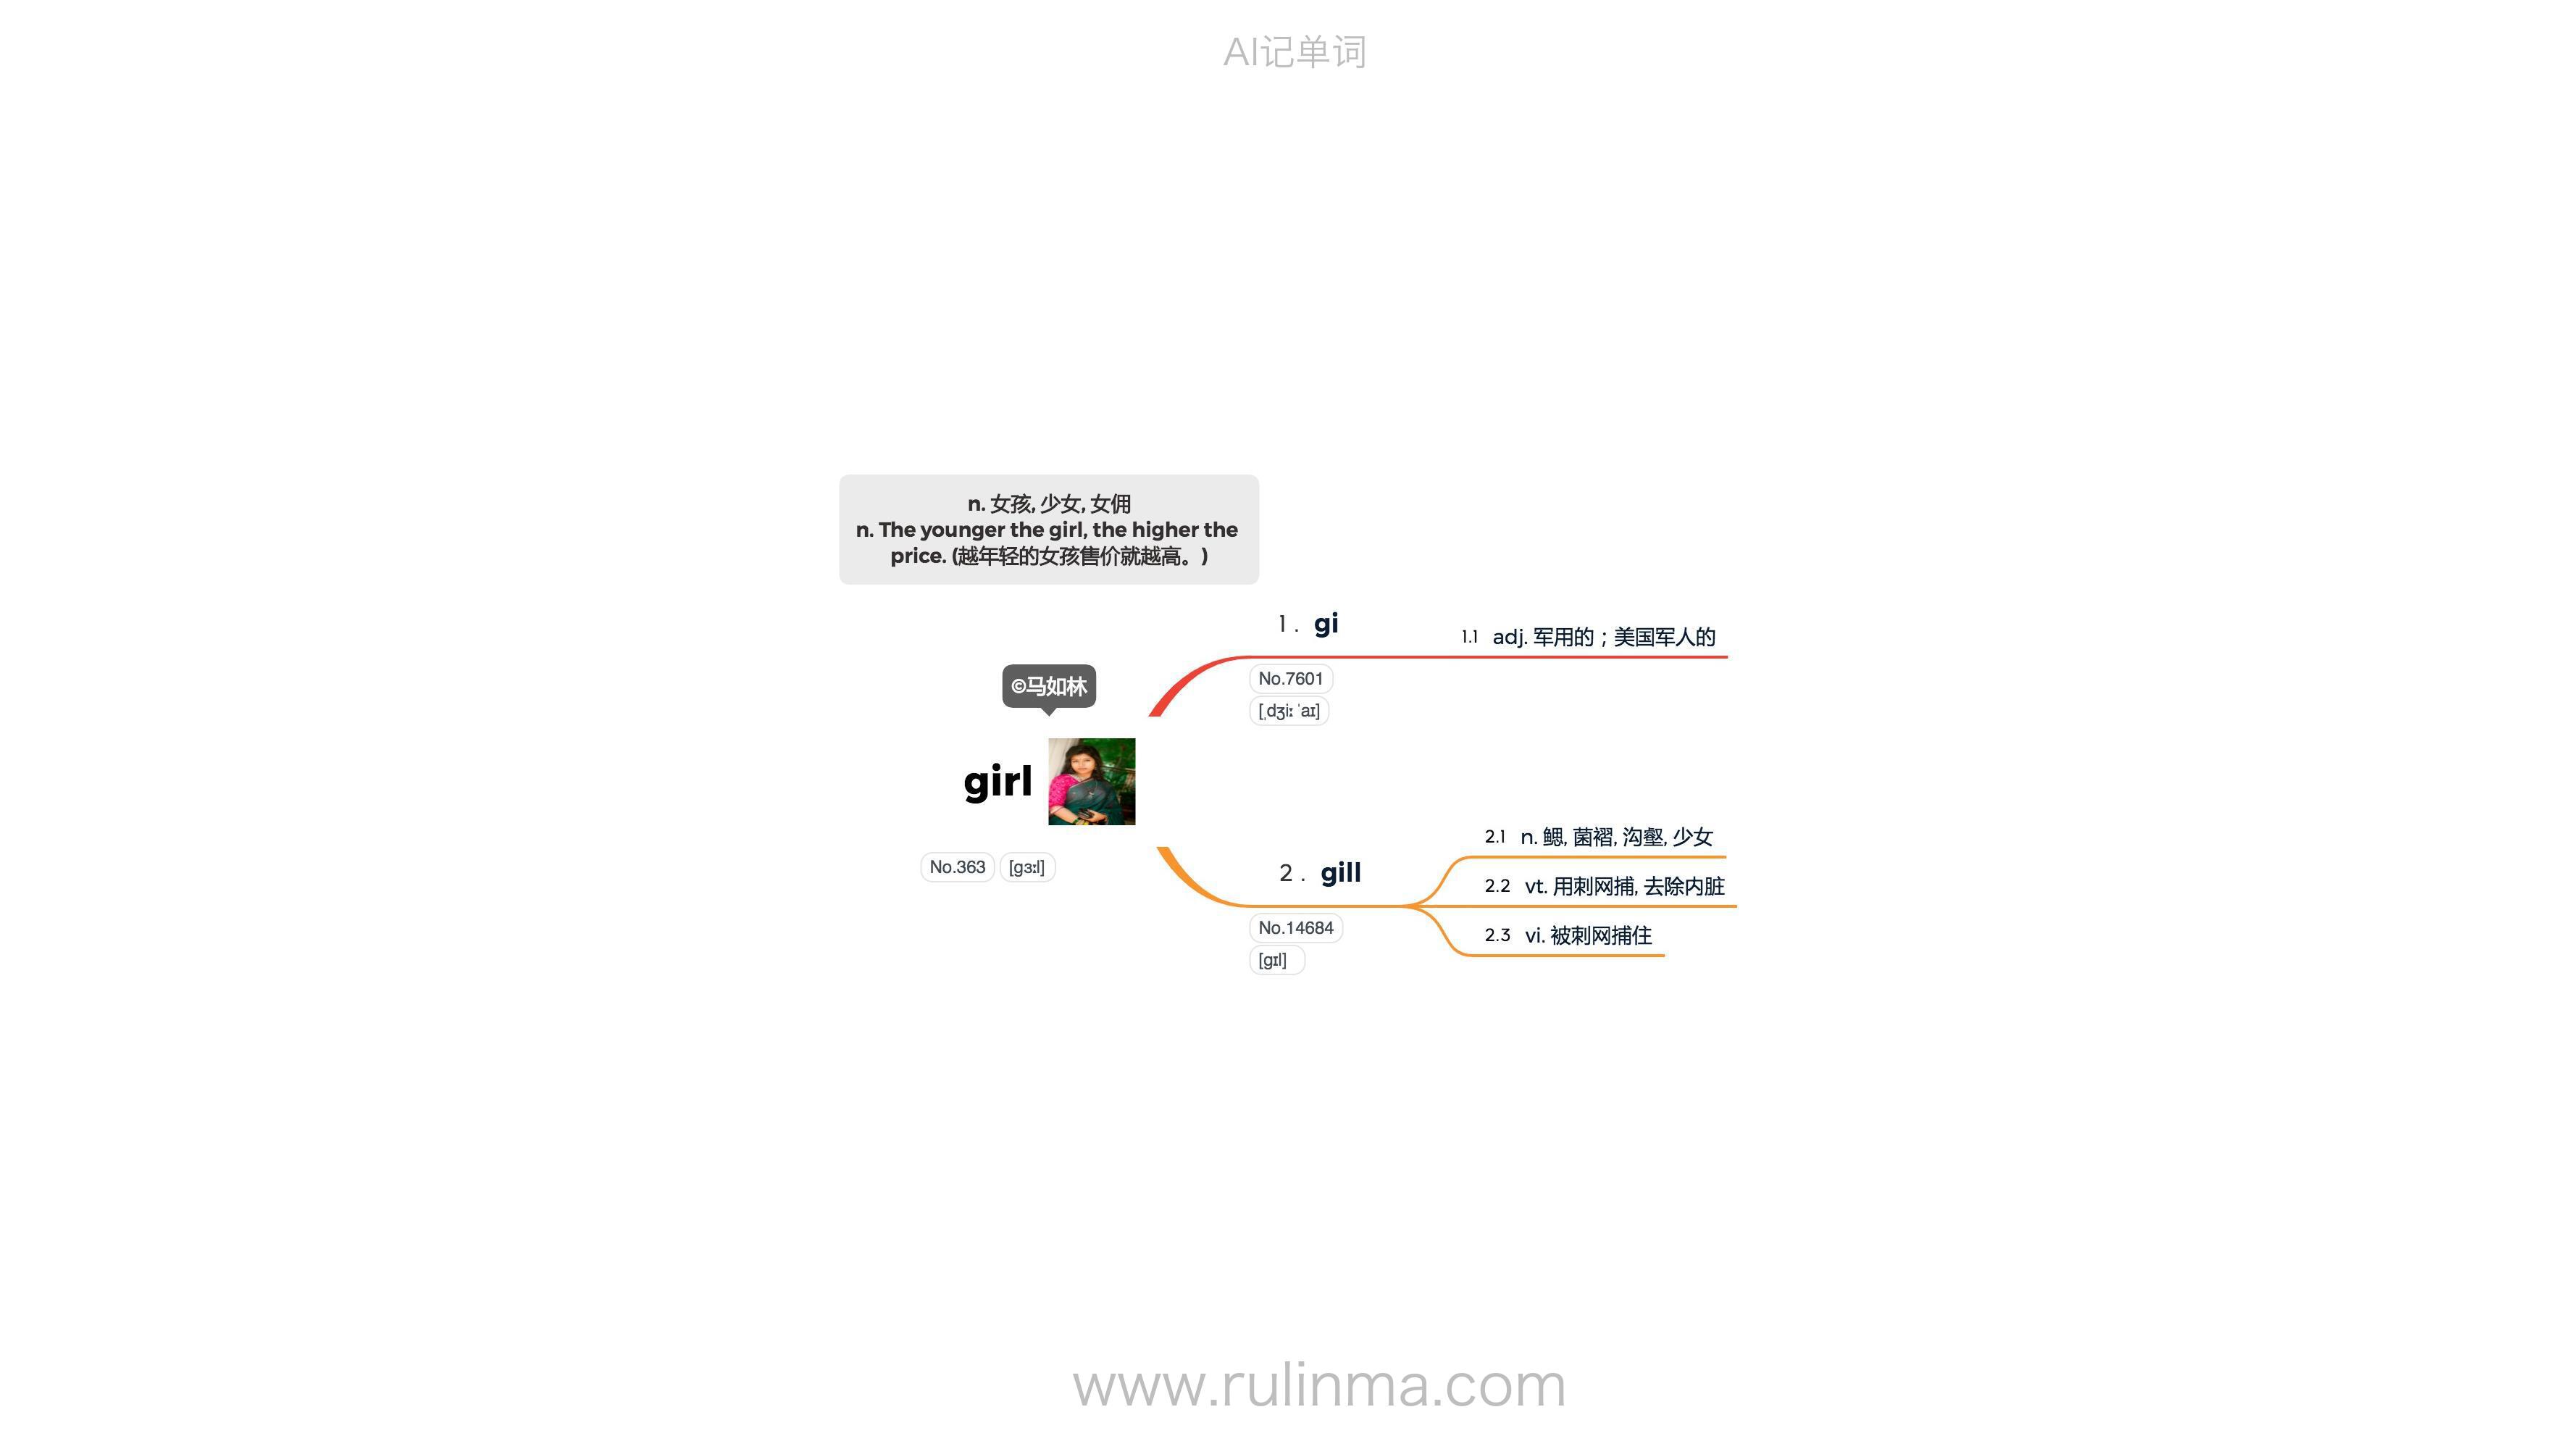 AI记单词
n. 女孩, 少女, 女佣
n. The younger the girl, the higher the
price. (越年轻的女孩售价就越高。)
©马如林
girl
No.363 [gɜːl]
1. gi
No.7601
[ˌdʒiː ˈaɪ]
1.1 adj. 军用的；美国军人的
2. gill
No.14684
[gɪl]
2.1 n. 鳃, 菌褶, 沟壑, 少女
2.2 vt. 用刺网捕, 去除内脏
2.3 vi. 被刺网捕住
www.rulinma.com